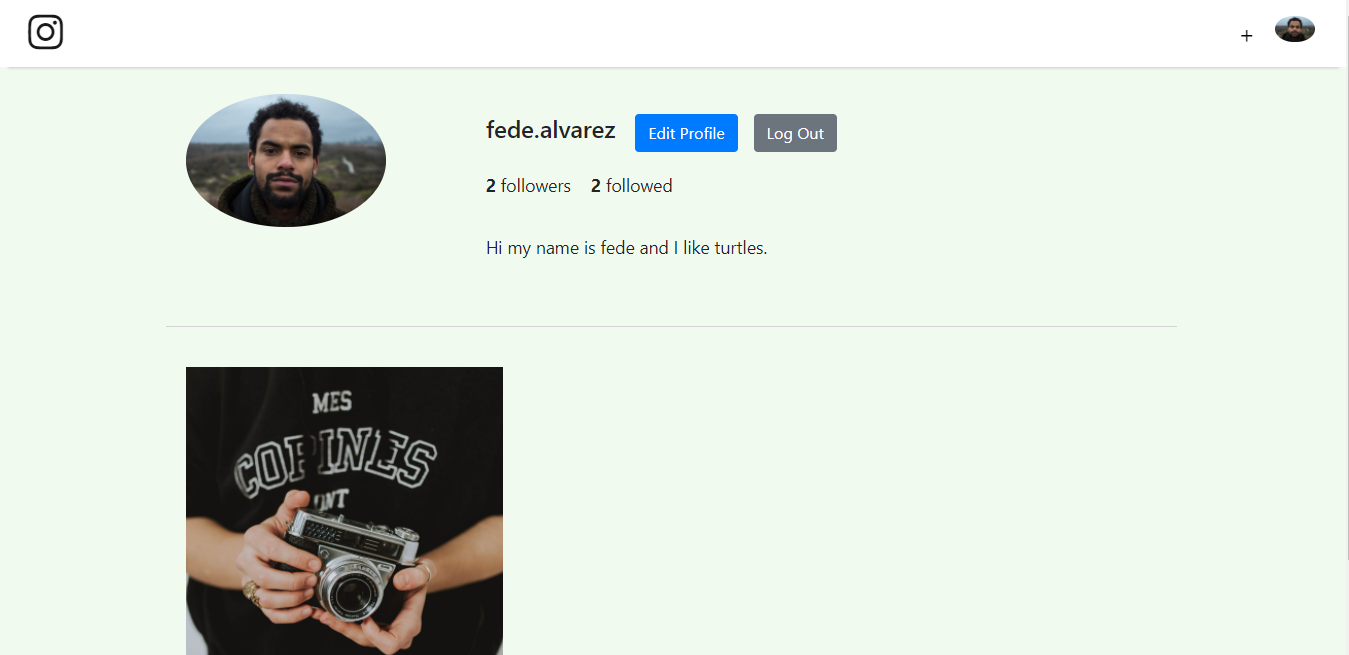 +
fede.alvarez Edit Profile Log Out
2 followers 2 followed
Hi my name is fede and I like turtles.
MES
COPINES
ONT